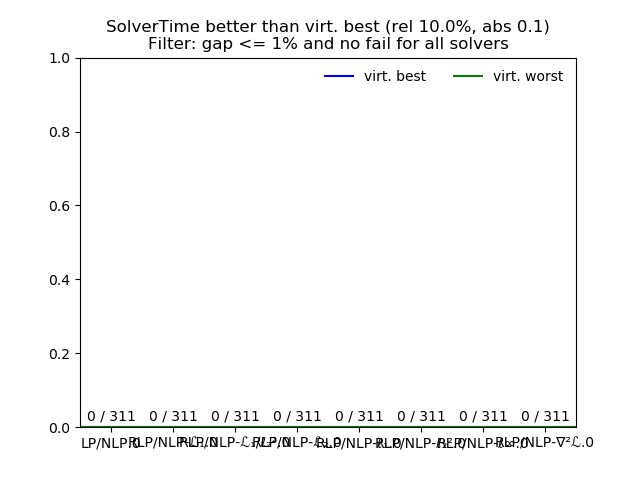 SolverTime better than virt. best (rel 10.0%, abs 0.1)
Filter: gap <= 1% and no fail for all solvers
virt. best virt. worst
1.0
0.8
0.6
0.4
0.2
0.0
0 / 311 0 / 311 0 / 311 0 / 311 0 / 311 0 / 311 0 / 311 0 / 311
LP/NLP.0 RLP/NLP-∇²ℒ.0